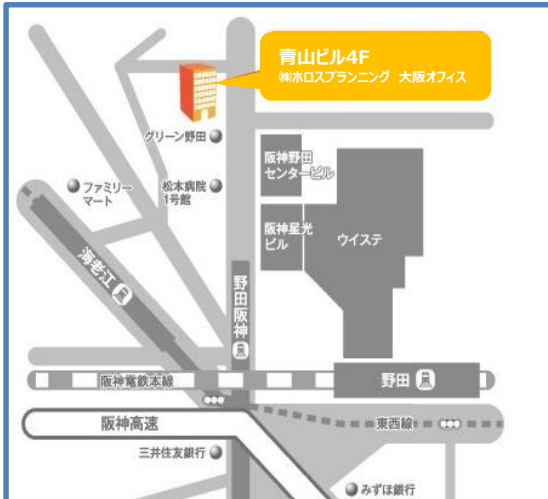 青山ビル4F
㈱ホロスプランニング 大阪オフィス
グリーン野田
阪神野田
センタービル
ファミリー
マート
松本病院
1号館
阪神星光
ビル
ウイステ
海老江
野田阪神
阪神電鉄本線
野田
阪神高速
東西線
三井住友銀行
みずほ銀行